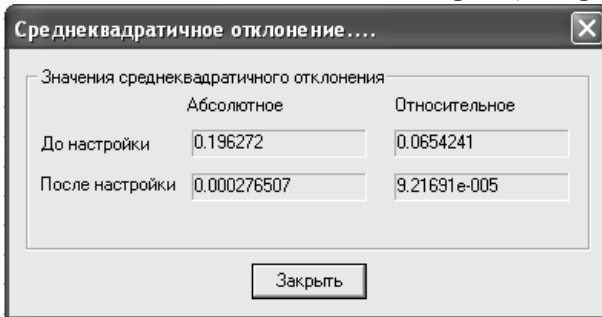 Среднеквадратичное отклонение....
Значения среднеквадратичного отклонения
Абсолютное Относительное
До настройки 0.196272 0.0654241
После настройки 0.000276507 9.21691e-005
Закрыть